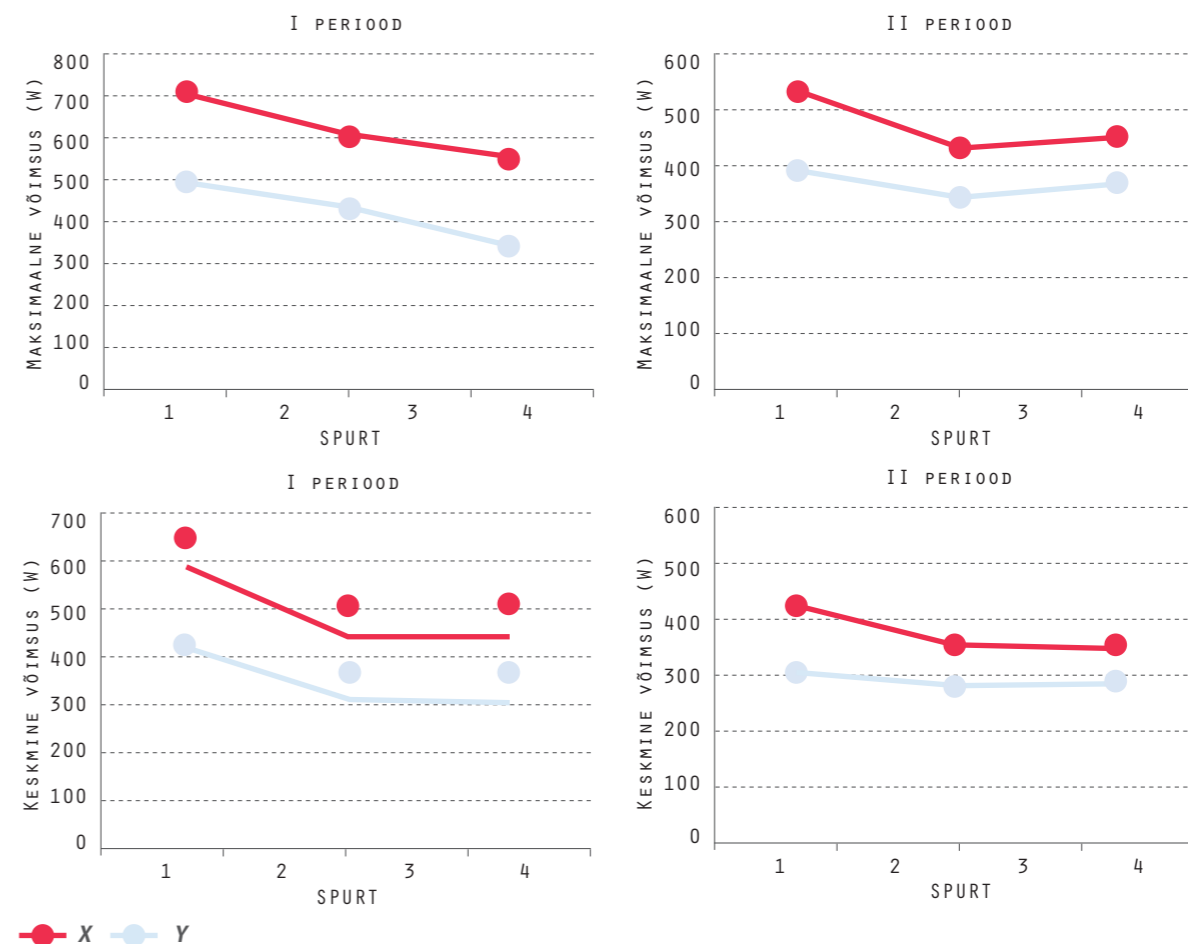 I PERIOOD
MAKSIMAALNE VÕIMSUS (W)
800
700
600
500
400
300
200
100
0
1 2 3 4
SPURT
II PERIOOD
MAKSIMAALNE VÕIMSUS (W)
600
500
400
300
200
100
0
1 2 3 4
SPURT
I PERIOOD
KESKMINE VÕIMSUS (W)
700
600
500
400
300
200
100
0
1 2 3 4
SPURT
II PERIOOD
KESKMINE VÕIMSUS (W)
600
500
400
300
200
100
0
1 2 3 4
SPURT
X Y